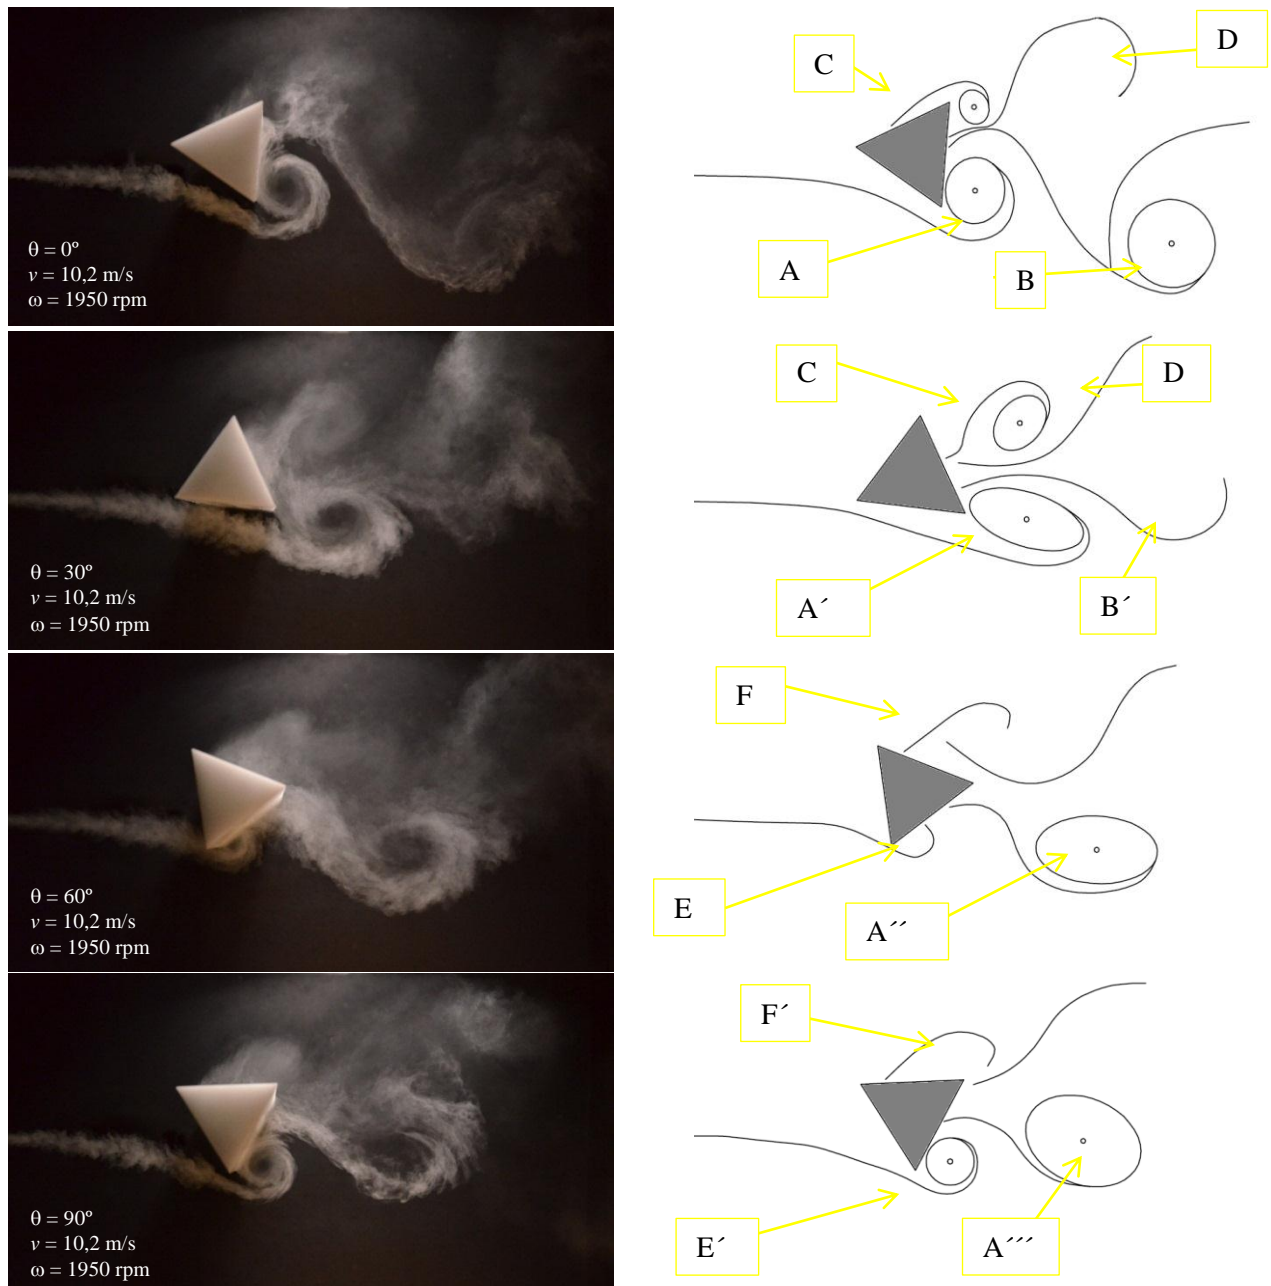 C
D
A
B
θ = 0º
v = 10,2 m/s
ω = 1950 rpm
C
D
A´
B´
θ = 30º
v = 10,2 m/s
ω = 1950 rpm
F
E
A´´
θ = 60º
v = 10,2 m/s
ω = 1950 rpm
F´
E´
A´´´
θ = 90º
v = 10,2 m/s
ω = 1950 rpm